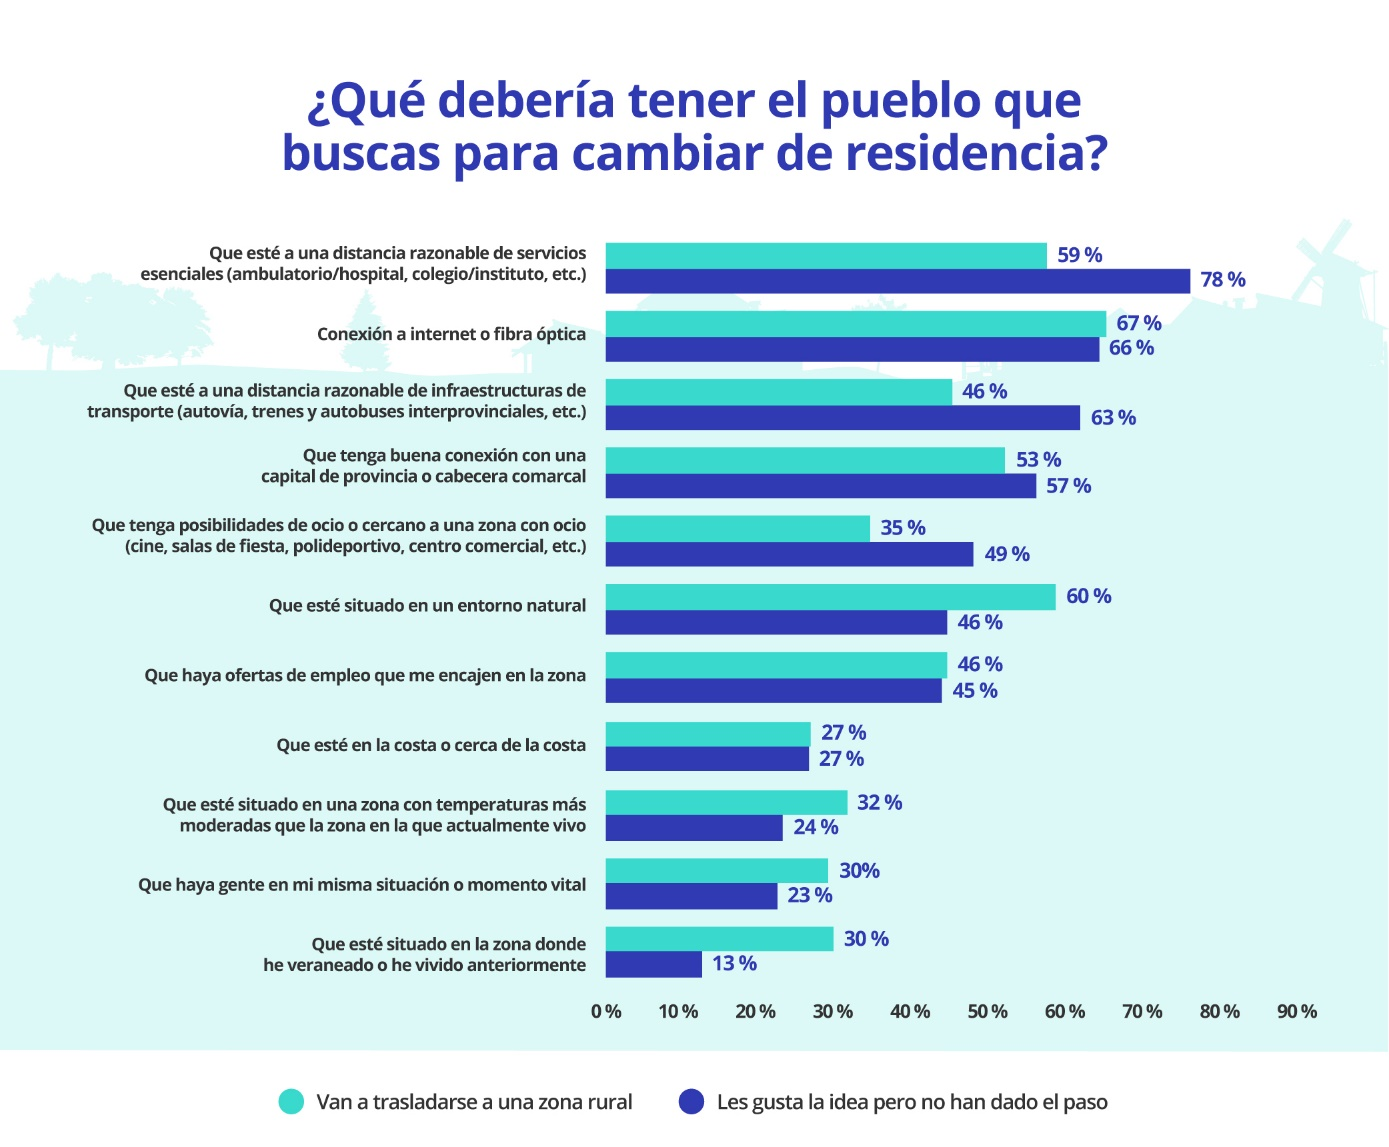 ¿Qué debería tener el pueblo que
buscas para cambiar de residencia?
Que esté a una distancia razonable de servicios
esenciales (ambulatorio/hospital, colegio/instituto, etc.)
59 %
78 %
Conexión a internet o fibra óptica
67 %
66 %
Que esté a una distancia razonable de infraestructuras de
transporte (autovía, trenes y autobuses interprovinciales, etc.)
46 %
63 %
Que tenga buena conexión con una
capital de provincia o cabecera comarcal
53 %
57 %
Que tenga posibilidades de ocio o cercano a una zona con ocio
(cine, salas de fiesta, polideportivo, centro comercial, etc.)
35 %
49 %
Que esté situado en un entorno natural
60 %
46 %
Que haya ofertas de empleo que me encajen en la zona
46 %
45 %
Que esté en la costa o cerca de la costa
27 %
27 %
Que esté situado en una zona con temperaturas más
moderadas que la zona en la que actualmente vivo
32 %
24 %
Que haya gente en mi misma situación o momento vital
30%
23 %
Que esté situado en la zona donde
he veraneado o he vivido anteriormente
30 %
13 %
0 % 10 % 20 % 30 % 40 % 50 % 60 % 70 % 80 % 90 %
Van a trasladarse a una zona rural Les gusta la idea pero no han dado el paso